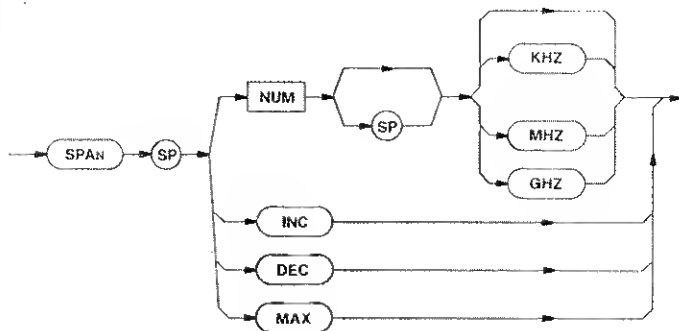 KHZ
NUM
SP
MHZ
SPAN
SP
GHZ
INC
DEC
MAX